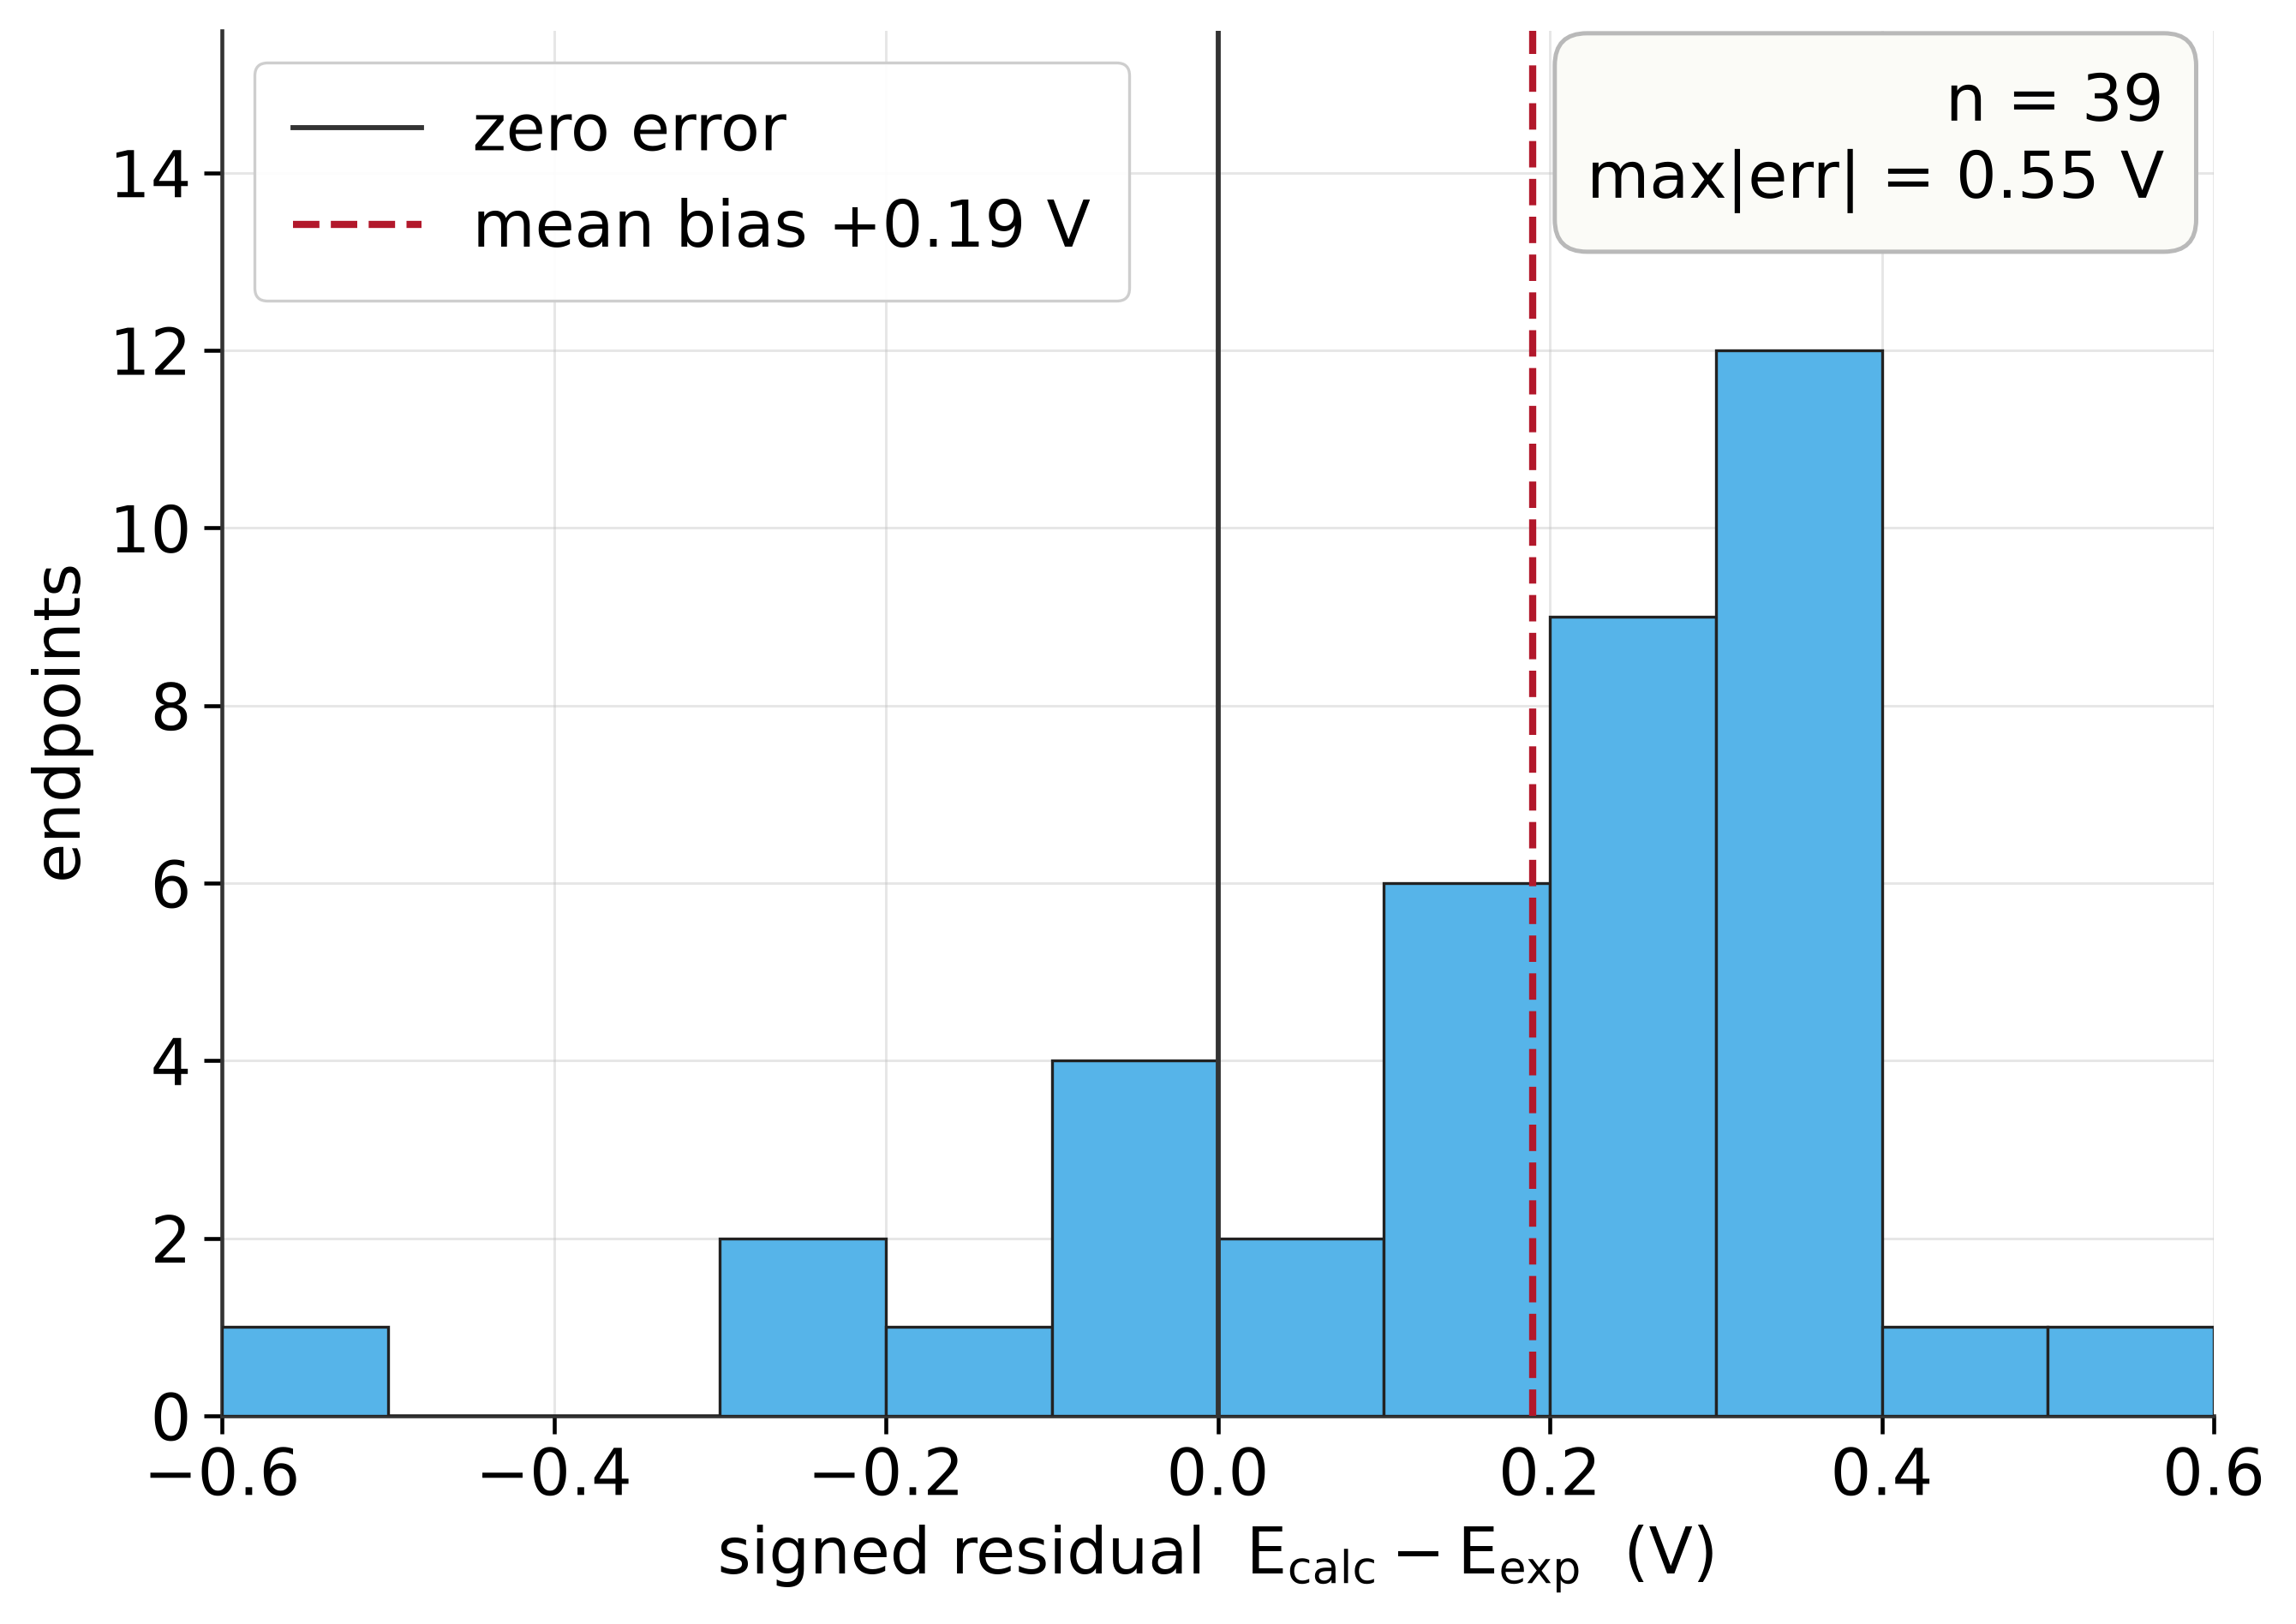 zero error
mean bias +0.19 V
n = 39
max|err| = 0.55 V
14
12
10
8
6
4
2
0
endpoints
−0.6
−0.4
−0.2
0.0
0.2
0.4
0.6
signed residual E_calc − E_exp (V)